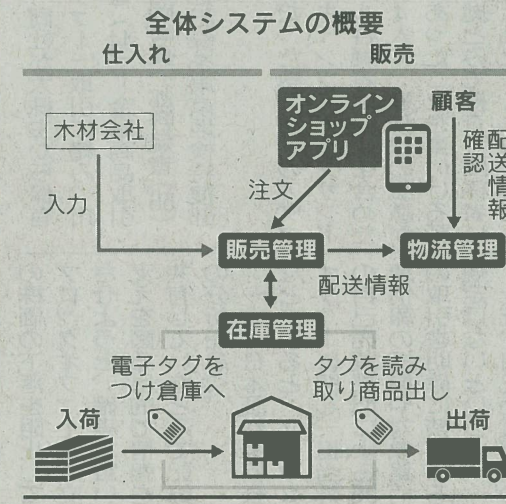 全体システムの概要
仕入れ
販売
木材会社
入力
オンライン
ショップ
アプリ
顧客
配送情報
確認
注文
販売管理
物流管理
配送情報
在庫管理
電子タグを
つけ倉庫へ
タグを読み
取り商品出し
入荷
出荷